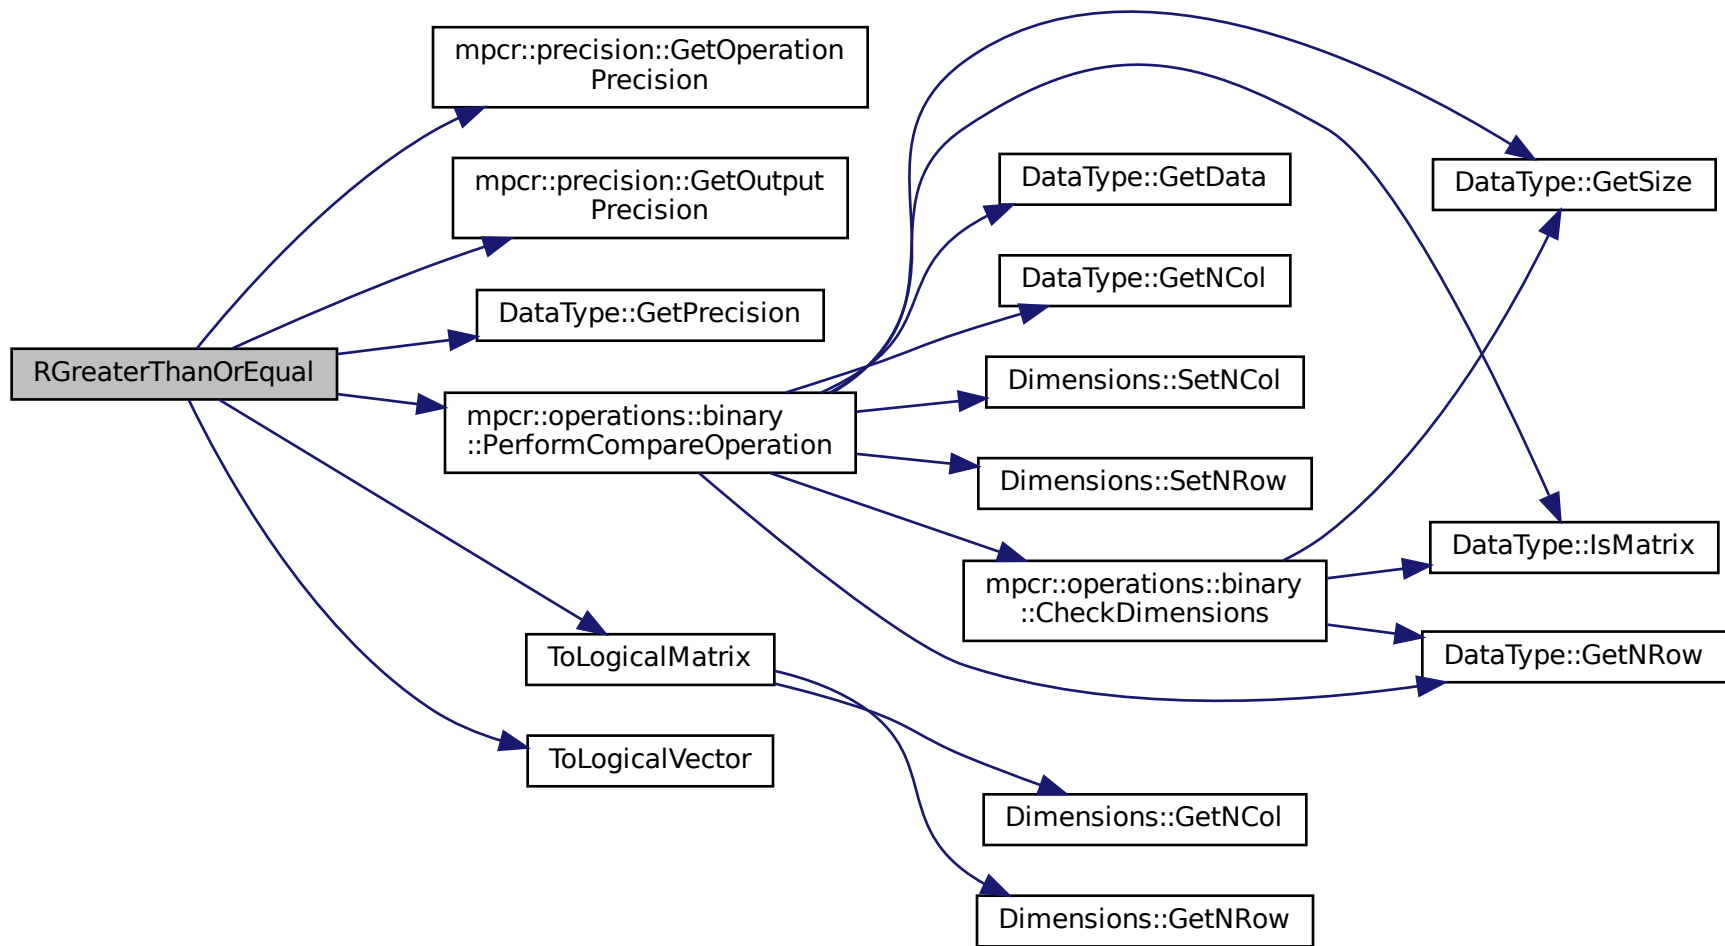 mpcr::precision::GetOperation
Precision
mpcr::precision::GetOutput
Precision
DataType::GetPrecision
RGreaterThanOrEqual
mpcr::operations::binary
::PerformCompareOperation
ToLogicalMatrix
ToLogicalVector
DataType::GetData
DataType::GetNCol
Dimensions::SetNCol
Dimensions::SetNRow
mpcr::operations::binary
::CheckDimensions
Dimensions::GetNCol
Dimensions::GetNRow
DataType::GetSize
DataType::IsMatrix
DataType::GetNRow